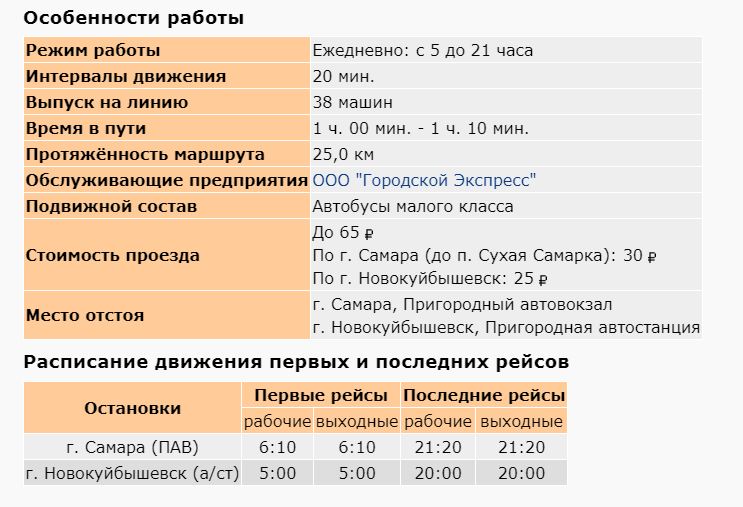 Особенности работы
Режим работы Ежедневно: с 5 до 21 часа
Интервалы движения 20 мин.
Выпуск на линию 38 машин
Время в пути 1 ч. 00 мин. - 1 ч. 10 мин.
Протяжённость маршрута 25,0 км
Обслуживающие предприятия ООО "Городской Экспресс"
Подвижной состав Автобусы малого класса
Стоимость проезда До 65 ₽
По г. Самара (до п. Сухая Самарка): 30 ₽
По г. Новокуйбышевск: 25 ₽
Место отстоя г. Самара, Пригородный автовокзал
г. Новокуйбышевск, Пригородная автостанция
Расписание движения первых и последних рейсов
Остановки Первые рейсы Последние рейсы
рабочие выходные рабочие выходные
г. Самара (ПАВ) 6:10 6:10 21:20 21:20
г. Новокуйбышевск (а/ст) 5:00 5:00 20:00 20:00